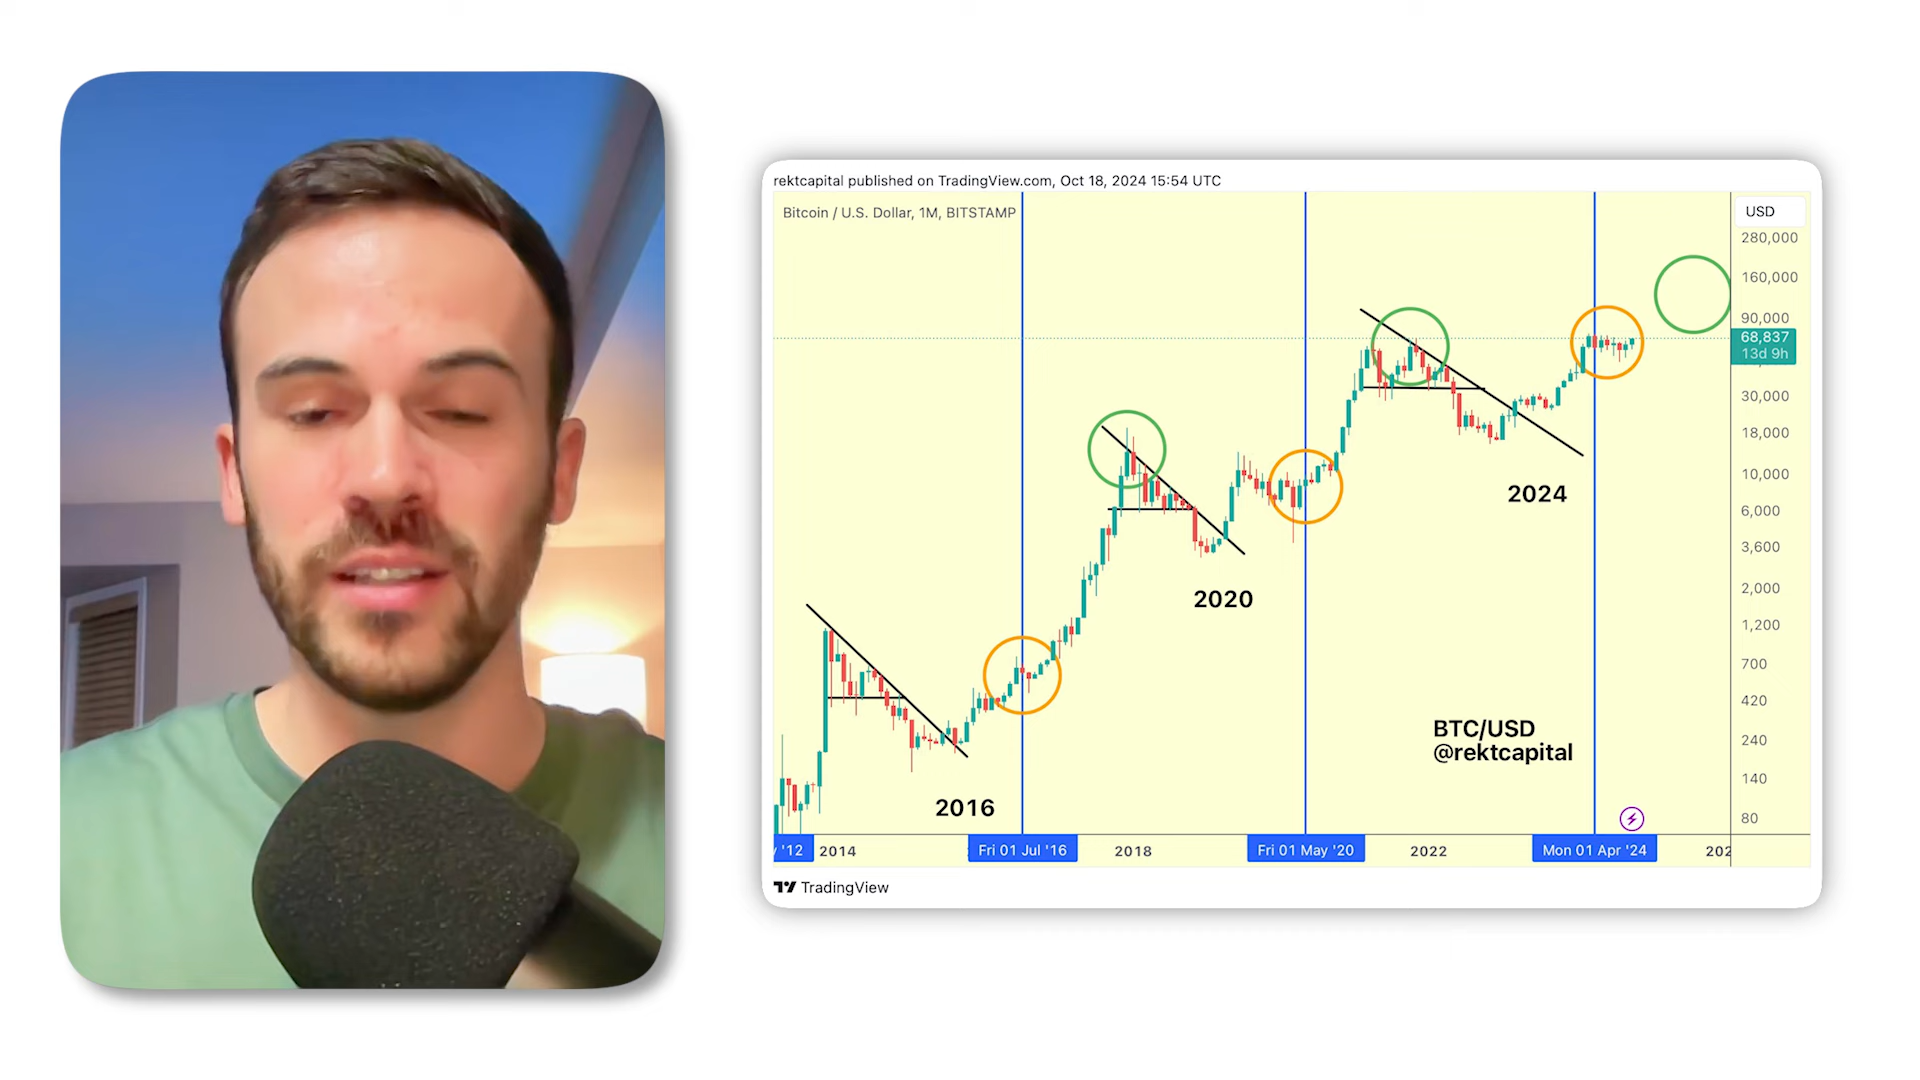 rektcapital published on TradingView.com, Oct 18, 2024 15:54 UTC
Bitcoin / U.S. Dollar, 1M, BITSTAMP
USD
280,000
160,000
90,000
68,837
13d 9h
30,000
18,000
10,000
6,000
3,600
2,000
1,200
700
420
240
140
80
2024
2020
2016
BTC/USD
@rektcapital
'12
2014
Fri 01 Jul '16
2018
Fri 01 May '20
2022
Mon 01 Apr '24
202
TradingView